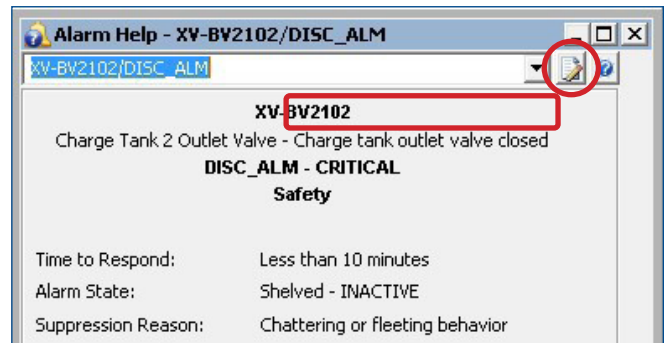 Alarm Help - XV-BV2102/DISC_ALM
XV-BV2102/DISC_ALM
XV-BV2102
Charge Tank 2 Outlet Valve - Charge tank outlet valve closed
DISC_ALM - CRITICAL
Safety
Time to Respond: Less than 10 minutes
Alarm State: Shelved - INACTIVE
Suppression Reason: Chattering or fleeting behavior